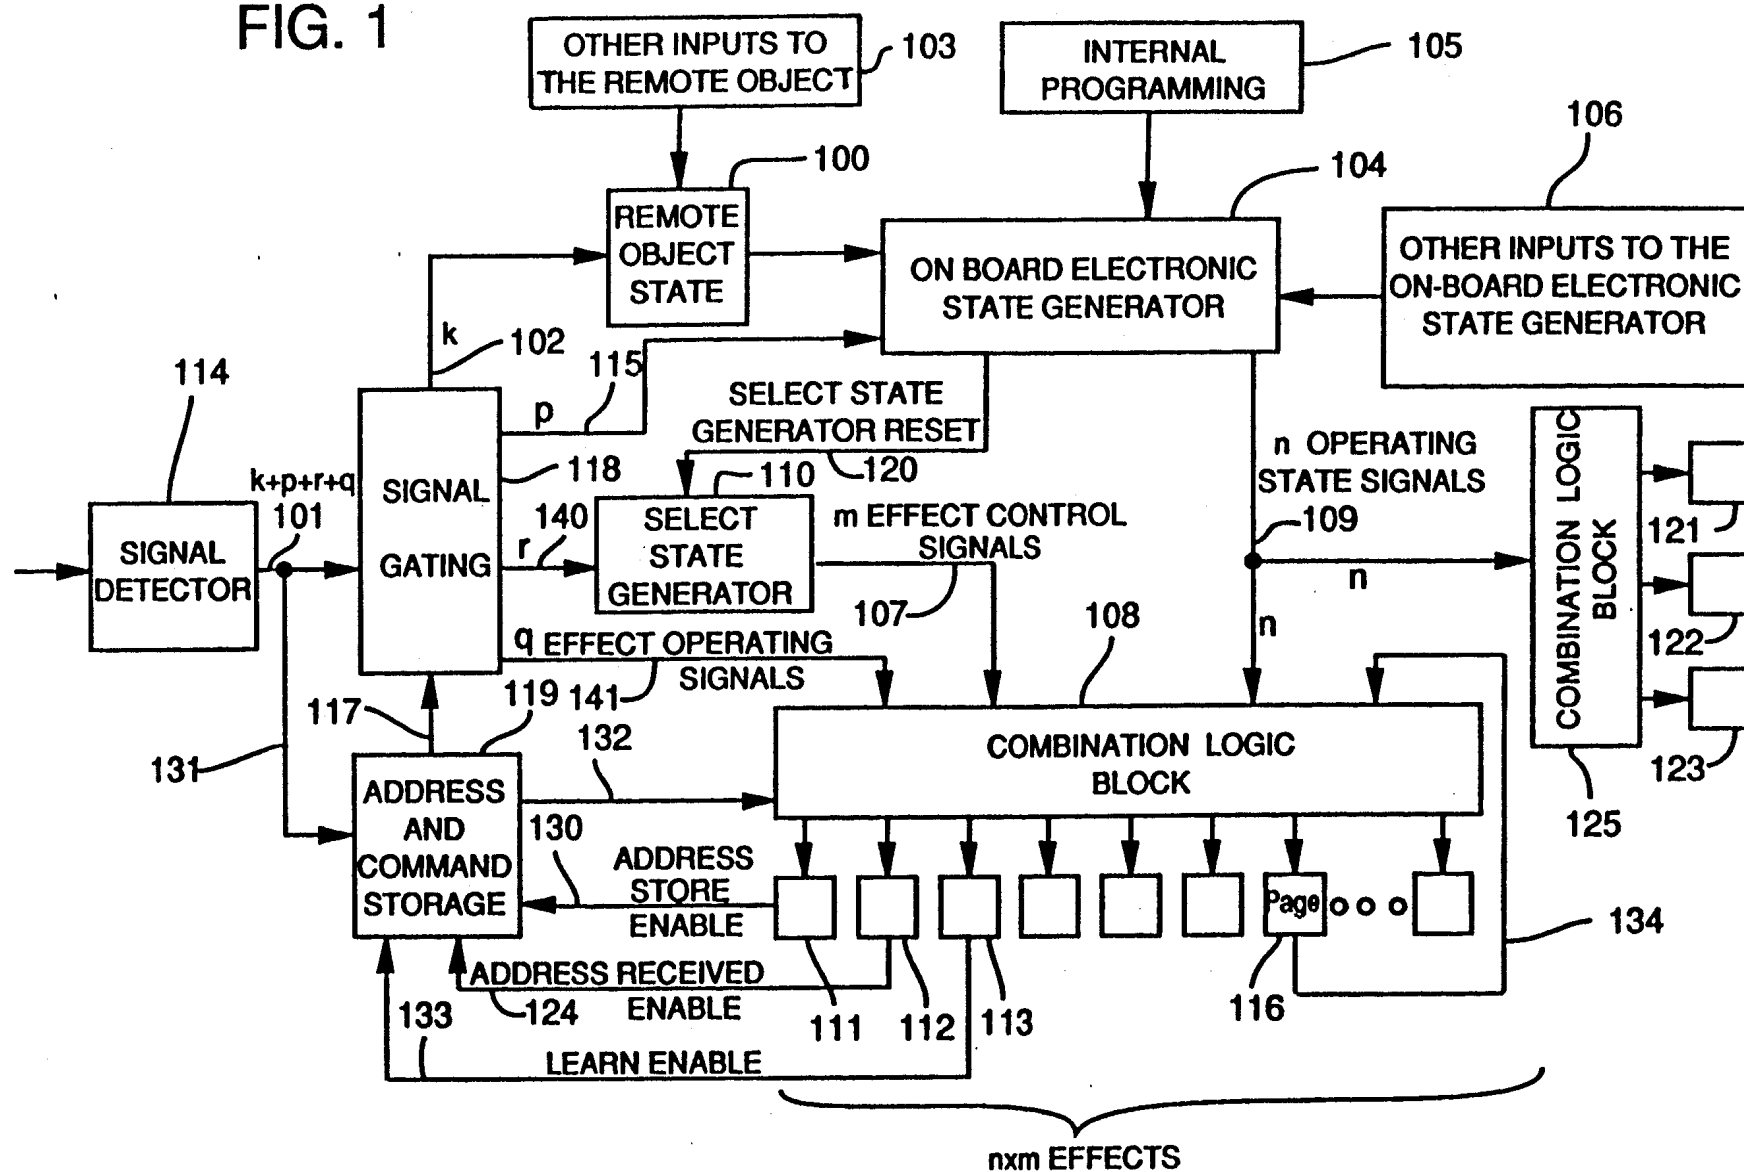 FIG. 1
OTHER INPUTS TO
THE REMOTE OBJECT
103
INTERNAL
PROGRAMMING
105
106
100
104
REMOTE
OBJECT
STATE
ON BOARD ELECTRONIC
STATE GENERATOR
OTHER INPUTS TO THE
ON-BOARD ELECTRONIC
STATE GENERATOR
k
102
115
114
p
SELECT STATE
GENERATOR RESET
120
118
110
k+p+r+q
101
SIGNAL
DETECTOR
SIGNAL
GATING
140
r
SELECT
STATE
GENERATOR
m EFFECT CONTROL
SIGNALS
107
n OPERATING
STATE SIGNALS
109
n
n
COMBINATION LOGIC
BLOCK
121
122
123
125
q EFFECT OPERATING
SIGNALS
141
108
117
119
132
131
ADDRESS
AND
COMMAND
STORAGE
COMBINATION LOGIC
BLOCK
130
ADDRESS
STORE
ENABLE
Page
134
ADDRESS RECEIVED
ENABLE
124
133
111
112
113
116
LEARN ENABLE
nxm EFFECTS